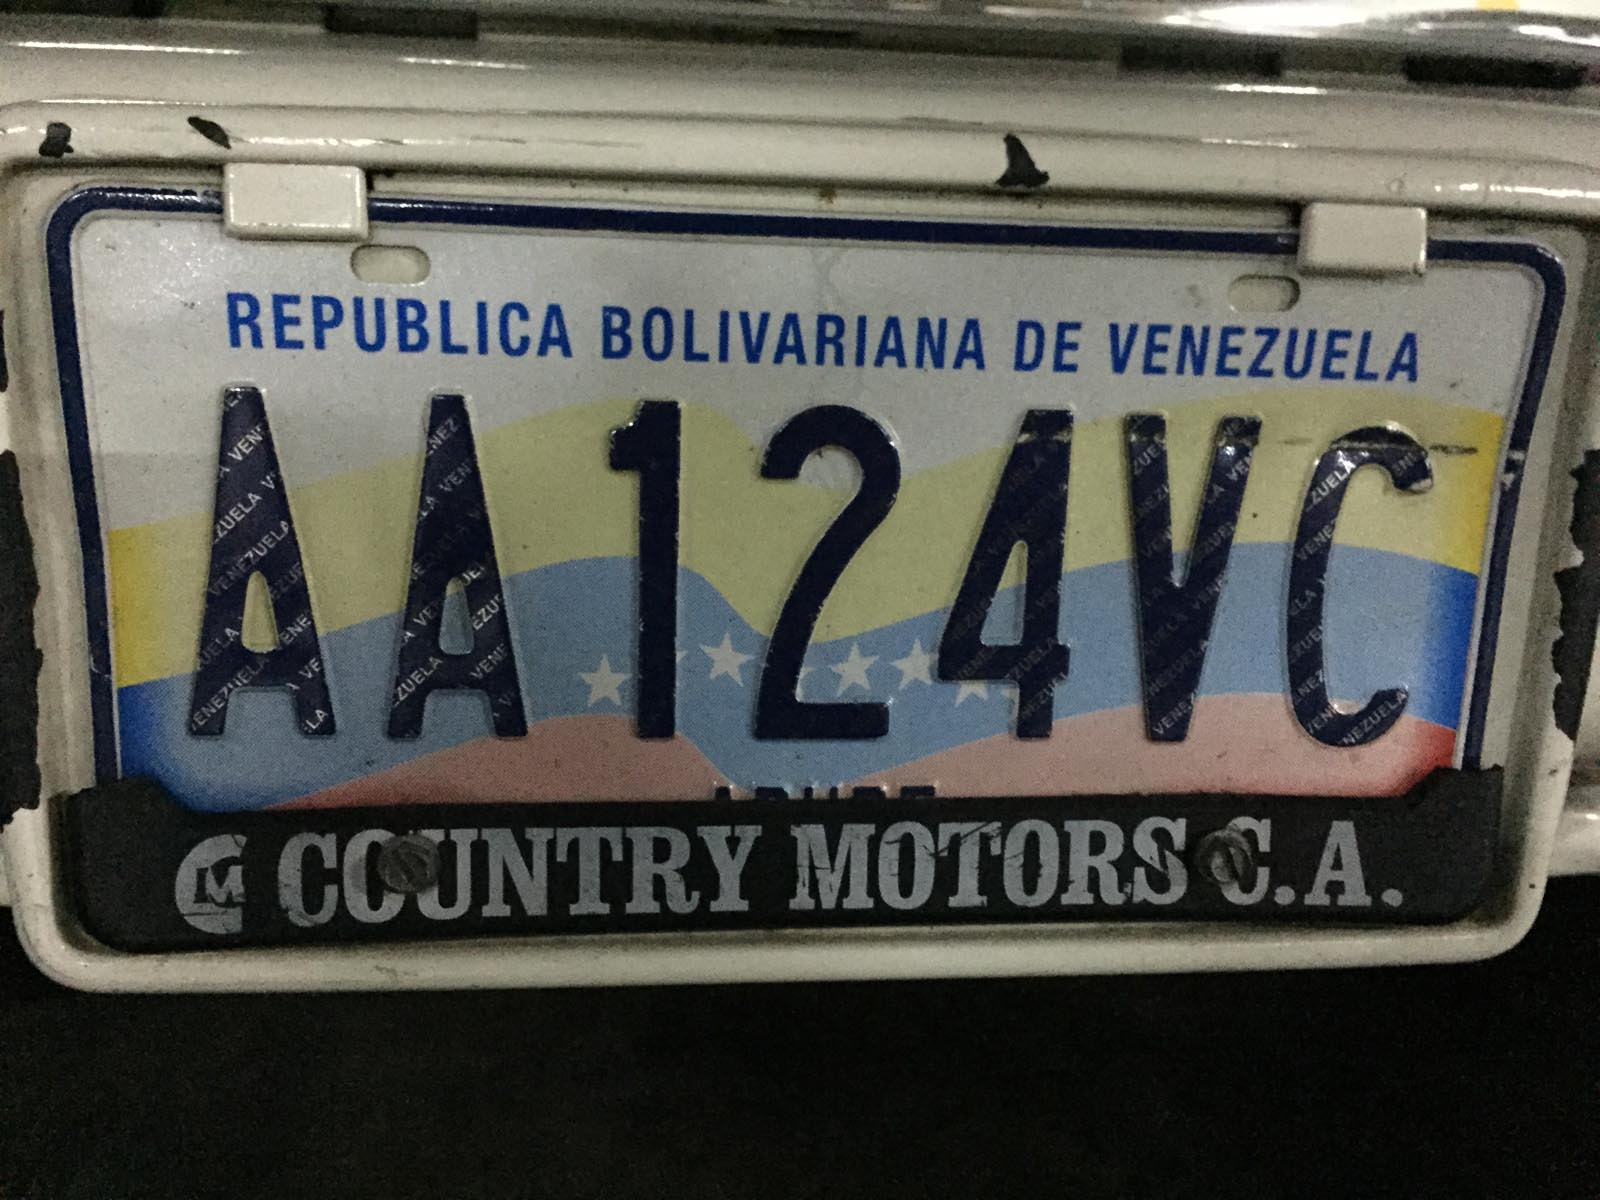 REPUBLICA BOLIVARIANA DE VENEZUELA
AA124VC
COUNTRY MOTORS C.A.